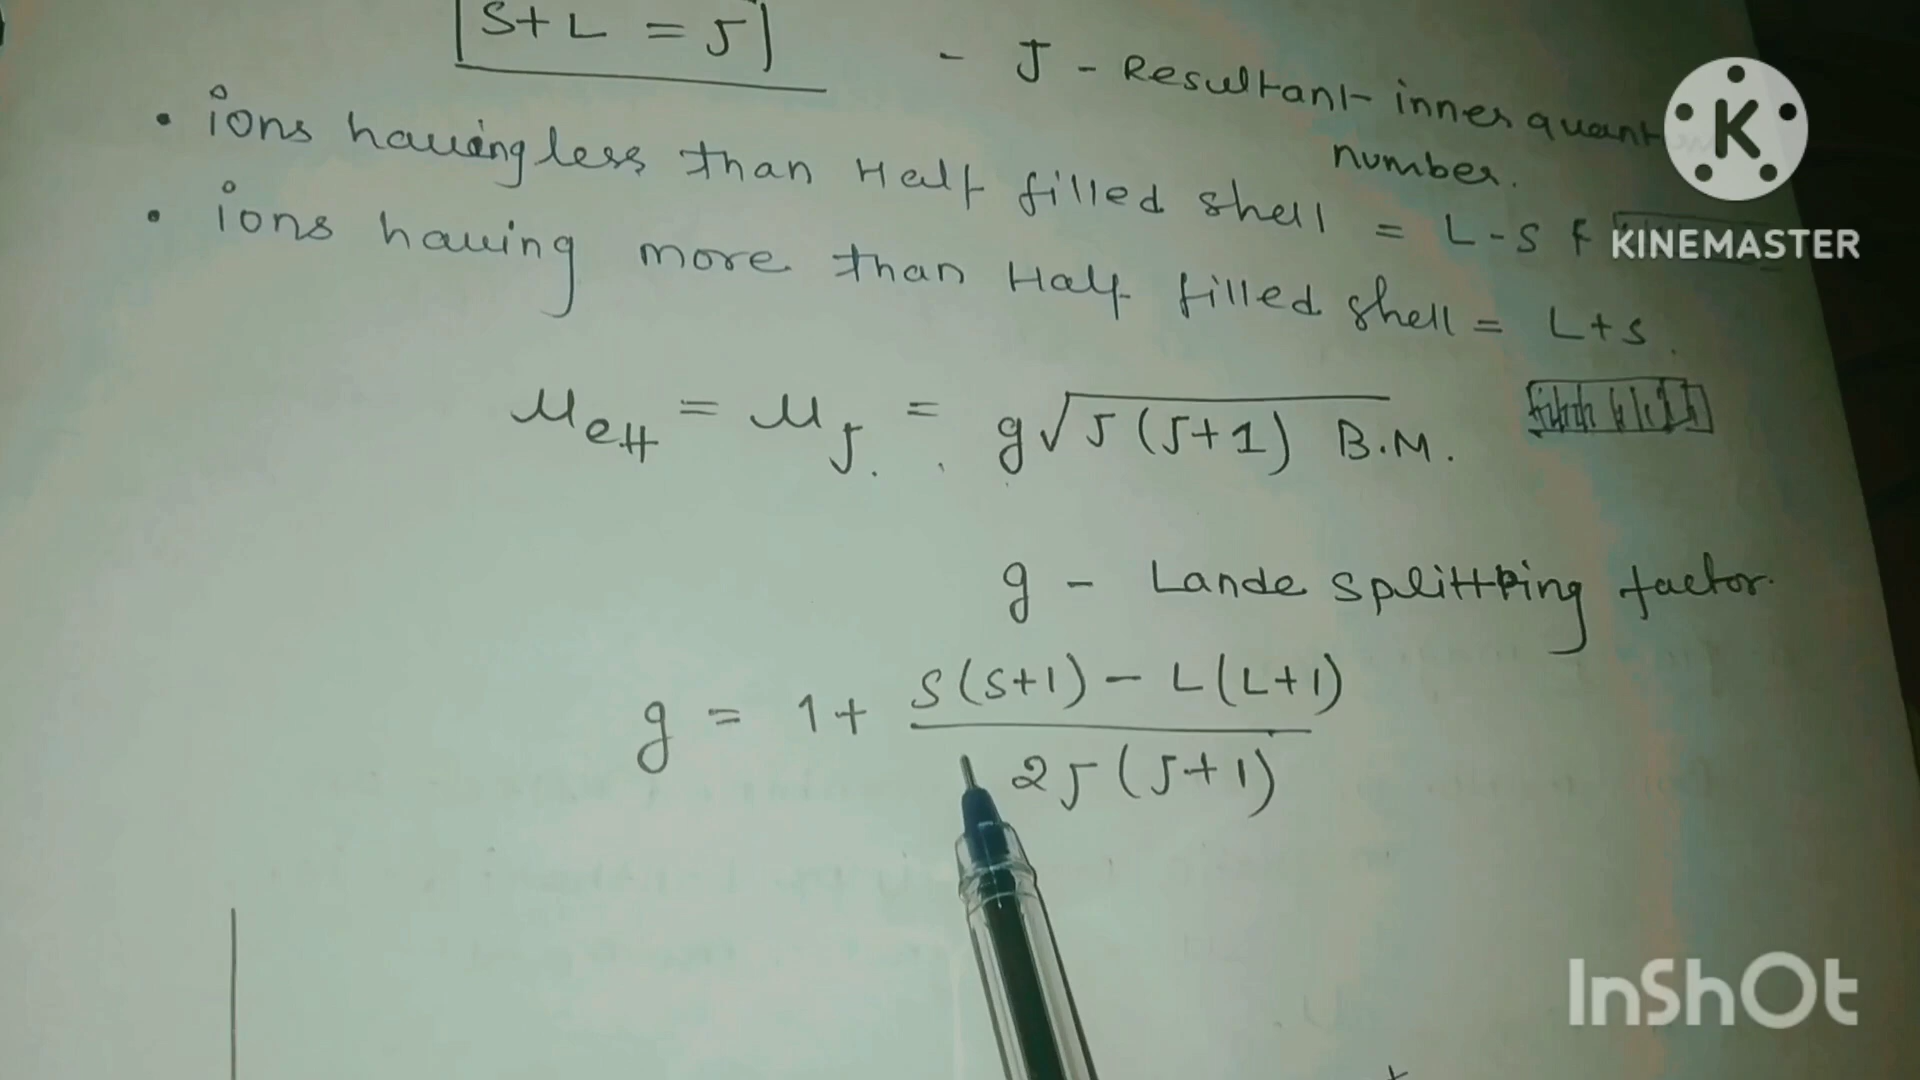 [S+L = J]
- J - Resultant inner quant
number.
• ions having less than Half filled shell = L-S
• ions having more than Half filled shell = L+S.
μeff = μJ = g√J(J+1) B.M.
g - Lande splitting factor.
g = 1 + S(S+1) - L(L+1)
2J(J+1)
K
KINEMASTER
InShOt